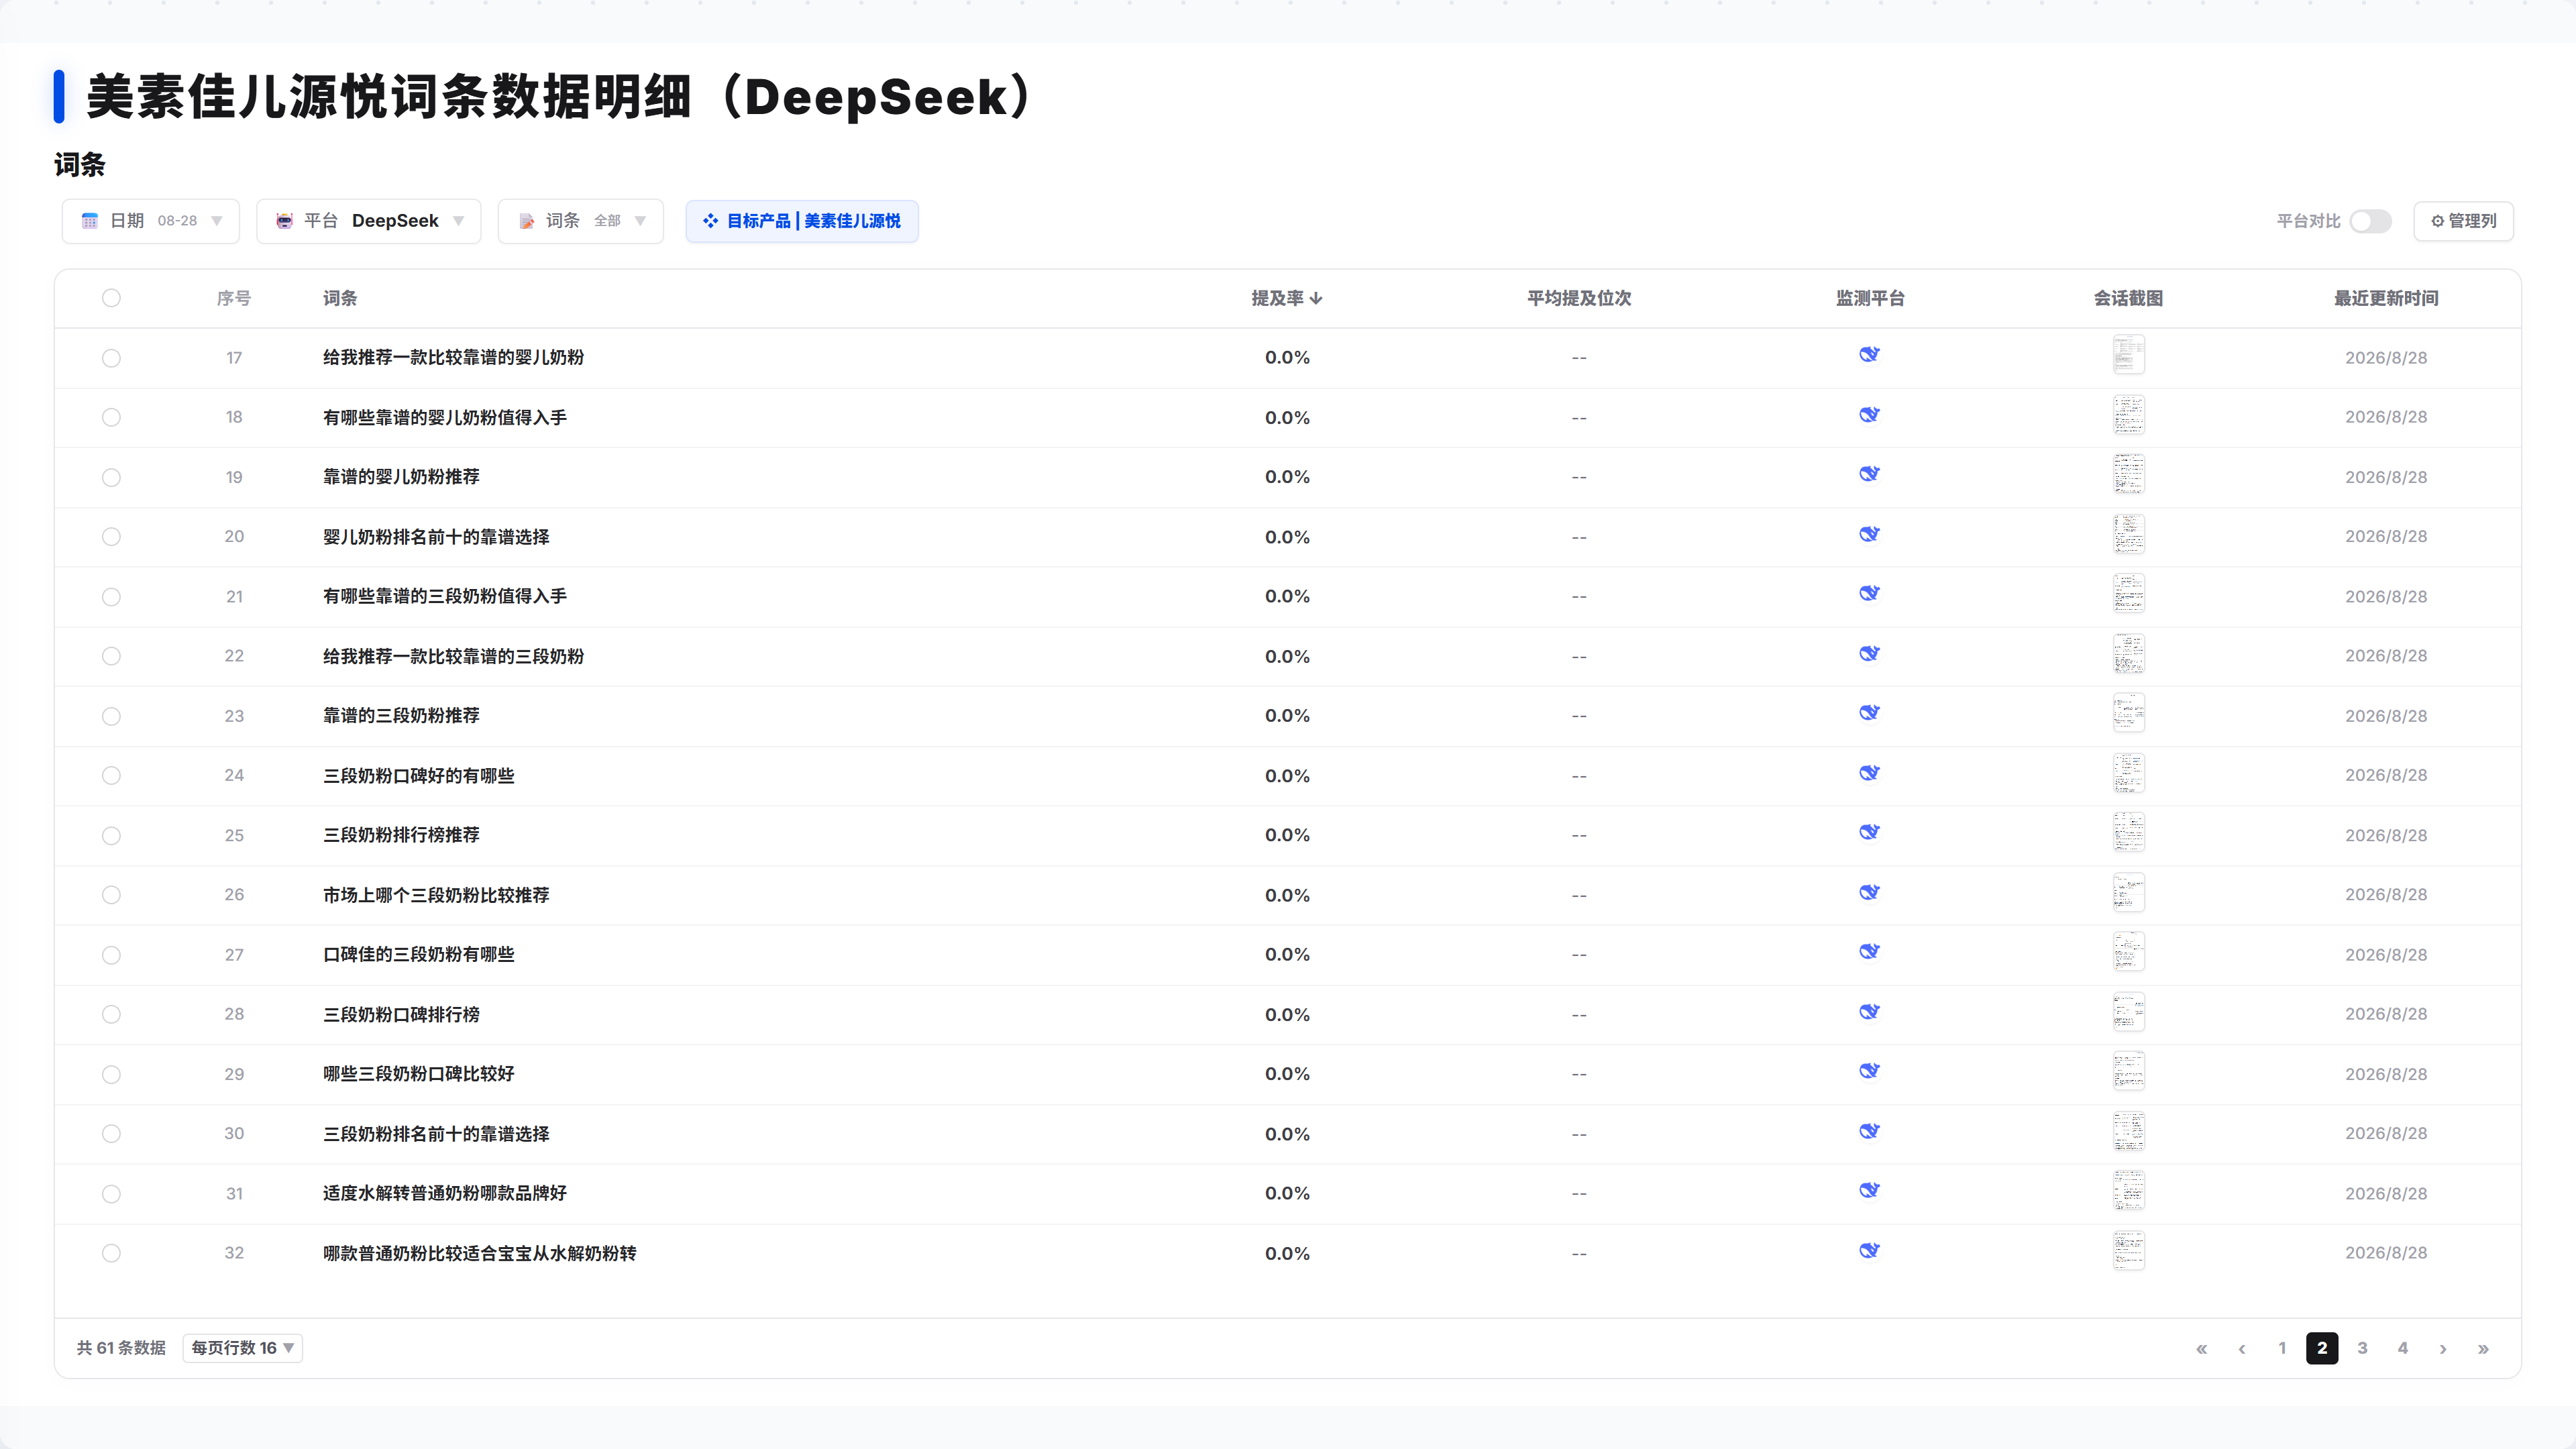 美素佳儿源悦词条数据明细（DeepSeek）
词条
日期 08-28 ▼ 平台 DeepSeek ▼ 词条 全部 ▼ 目标产品 | 美素佳儿源悦 平台对比 管理列
序号 词条 提及率 ↓ 平均提及位次 监测平台 会话截图 最近更新时间
17 给我推荐一款比较靠谱的婴儿奶粉 0.0% -- 2026/8/28
18 有哪些靠谱的婴儿奶粉值得入手 0.0% -- 2026/8/28
19 靠谱的婴儿奶粉推荐 0.0% -- 2026/8/28
20 婴儿奶粉排名前十的靠谱选择 0.0% -- 2026/8/28
21 有哪些靠谱的三段奶粉值得入手 0.0% -- 2026/8/28
22 给我推荐一款比较靠谱的三段奶粉 0.0% -- 2026/8/28
23 靠谱的三段奶粉推荐 0.0% -- 2026/8/28
24 三段奶粉口碑好的有哪些 0.0% -- 2026/8/28
25 三段奶粉排行榜推荐 0.0% -- 2026/8/28
26 市场上哪个三段奶粉比较推荐 0.0% -- 2026/8/28
27 口碑佳的三段奶粉有哪些 0.0% -- 2026/8/28
28 三段奶粉口碑排行榜 0.0% -- 2026/8/28
29 哪些三段奶粉口碑比较好 0.0% -- 2026/8/28
30 三段奶粉排名前十的靠谱选择 0.0% -- 2026/8/28
31 适度水解转普通奶粉哪款品牌好 0.0% -- 2026/8/28
32 哪款普通奶粉比较适合宝宝从水解奶粉转 0.0% -- 2026/8/28
共 61 条数据 每页行数 16 ▼ « ‹ 1 2 3 4 › »